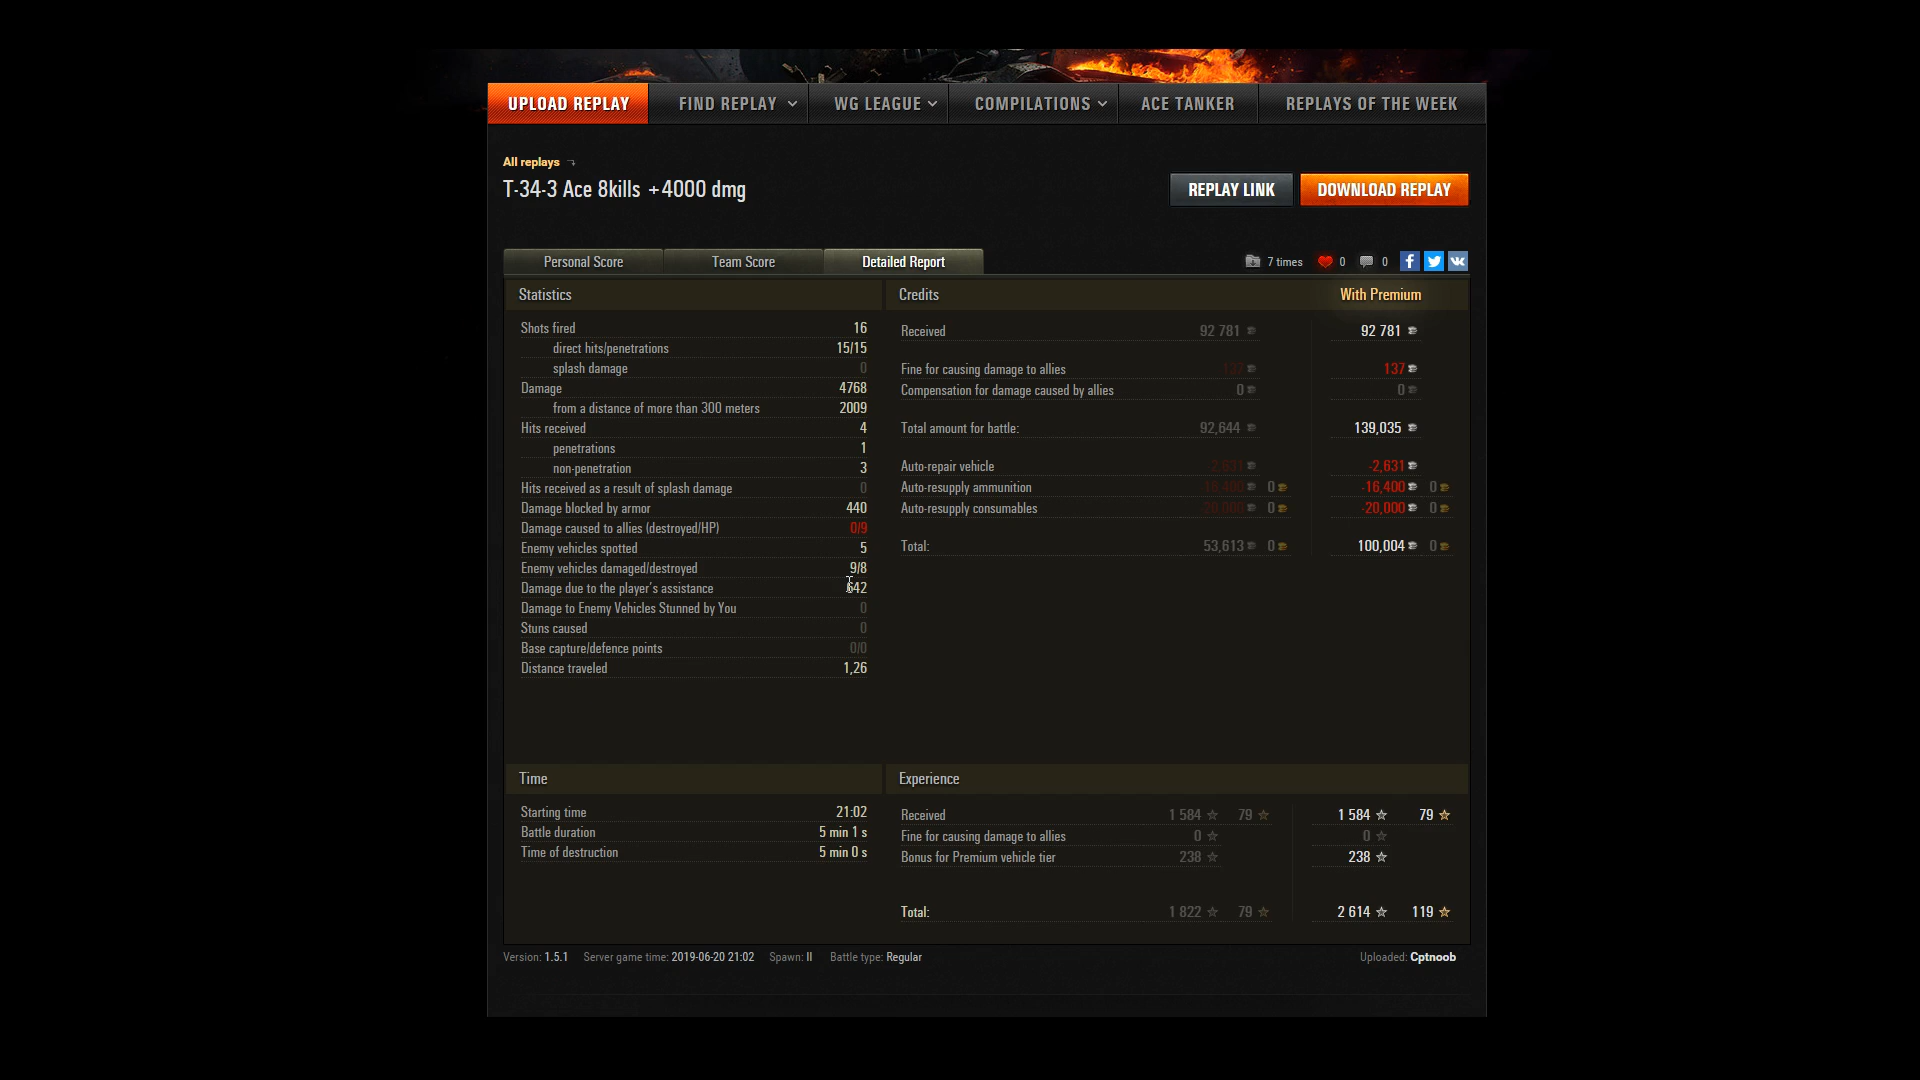 UPLOAD REPLAY FIND REPLAY WG LEAGUE COMPILATIONS ACE TANKER REPLAYS OF THE WEEK
All replays
T-34-3 Ace 8kills +4000 dmg
REPLAY LINK DOWNLOAD REPLAY
Personal Score Team Score Detailed Report 7 times 0 0
Statistics
Shots fired 16
direct hits/penetrations 15/15
splash damage 0
Damage 4768
from a distance of more than 300 meters 2009
Hits received 4
penetrations 1
non-penetration 3
Hits received as a result of splash damage 0
Damage blocked by armor 440
Damage caused to allies (destroyed/HP) 0/9
Enemy vehicles spotted 5
Enemy vehicles damaged/destroyed 9/8
Damage due to the player's assistance 642
Damage to Enemy Vehicles Stunned by You 0
Stuns caused 0
Base capture/defence points 0/0
Distance traveled 1,26
Credits With Premium
Received 92 781 92 781
Fine for causing damage to allies 137 137
Compensation for damage caused by allies 0 0
Total amount for battle: 92,644 139,035
Auto-repair vehicle -2,631 -2,631
Auto-resupply ammunition -16,400 0 -16,400 0
Auto-resupply consumables -20,000 0 -20,000 0
Total: 53,613 0 100,004 0
Time
Starting time 21:02
Battle duration 5 min 1 s
Time of destruction 5 min 0 s
Experience
Received 1 584 79 1 584 79
Fine for causing damage to allies 0 0
Bonus for Premium vehicle tier 238 238
Total: 1 822 79 2 614 119
Version: 1.5.1 Server game time: 2019-06-20 21:02 Spawn: II Battle type: Regular Uploaded: Cptnoob